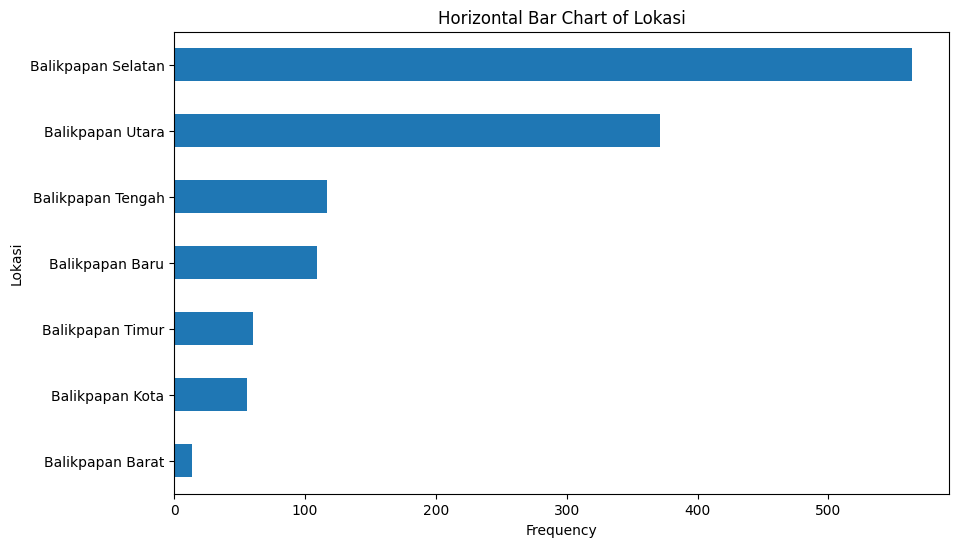 Horizontal Bar Chart of Lokasi
Lokasi
Balikpapan Selatan
Balikpapan Utara
Balikpapan Tengah
Balikpapan Baru
Balikpapan Timur
Balikpapan Kota
Balikpapan Barat
0 100 200 300 400 500
Frequency